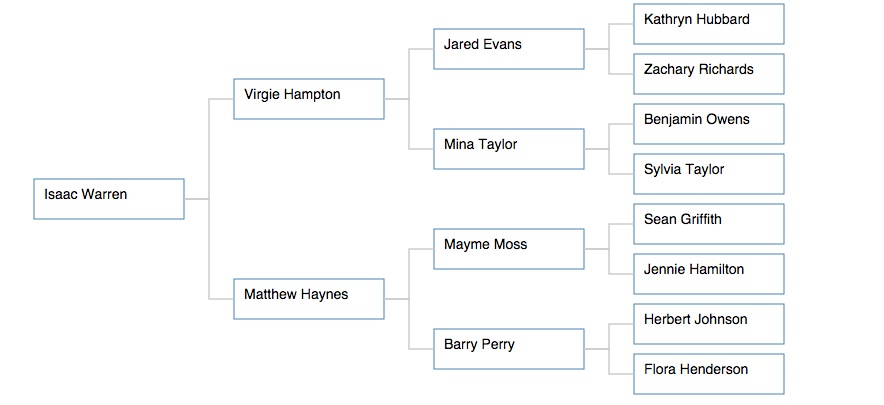 Kathryn Hubbard
Jared Evans
Zachary Richards
Virgie Hampton
Benjamin Owens
Mina Taylor
Sylvia Taylor
Isaac Warren
Sean Griffith
Mayme Moss
Jennie Hamilton
Matthew Haynes
Herbert Johnson
Barry Perry
Flora Henderson